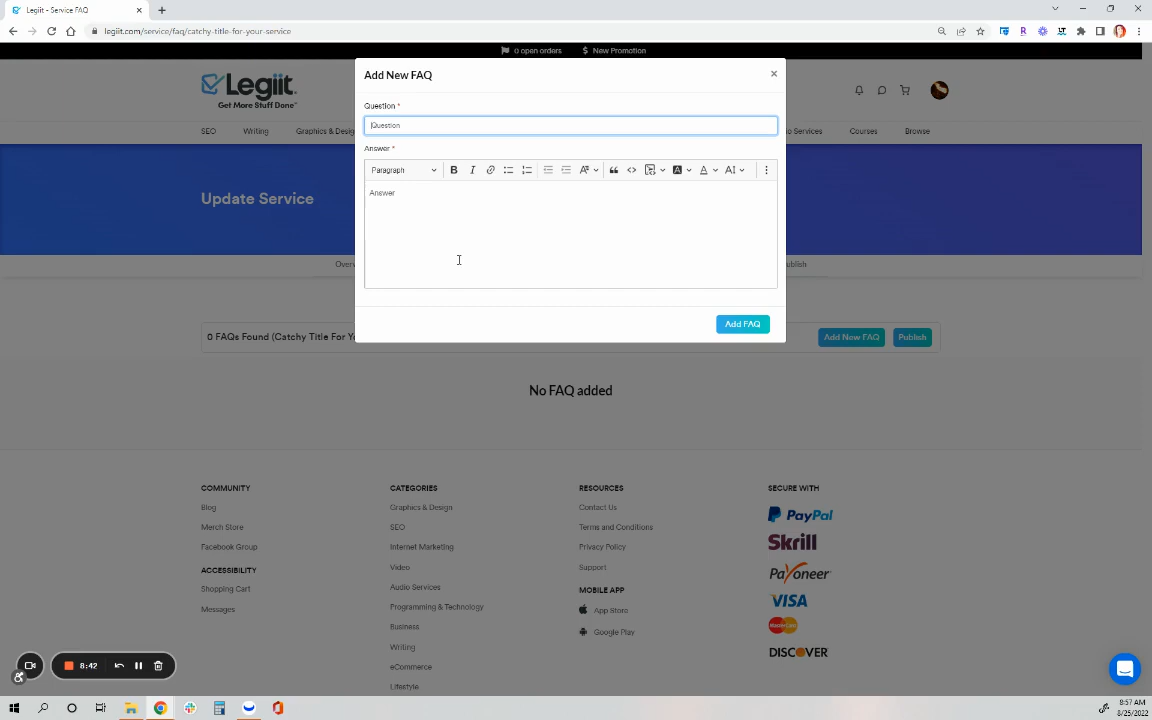 Legiit - Service FAQ
legiit.com/service/faq/catchy-title-for-your-service
0 open orders
$ New Promotion
Legiit
Get More Stuff Done™
SEO
Writing
Graphics & Desig
o Services
Courses
Browse
Update Service
Overv
ublish
Add New FAQ
×
Question *
Question
Answer *
Paragraph
Answer
Add FAQ
0 FAQs Found (Catchy Title For Yo
Add New FAQ
Publish
No FAQ added
COMMUNITY
Blog
Merch Store
Facebook Group
ACCESSIBILITY
Shopping Cart
Messages
CATEGORIES
Graphics & Design
SEO
Internet Marketing
Video
Audio Services
Programming & Technology
Business
Writing
eCommerce
Lifestyle
RESOURCES
Contact Us
Terms and Conditions
Privacy Policy
Support
MOBILE APP
App Store
Google Play
SECURE WITH
PayPal
Skrill
Payoneer
VISA
MasterCard
DISCOVER
8:42
8:57 AM
8/25/2022